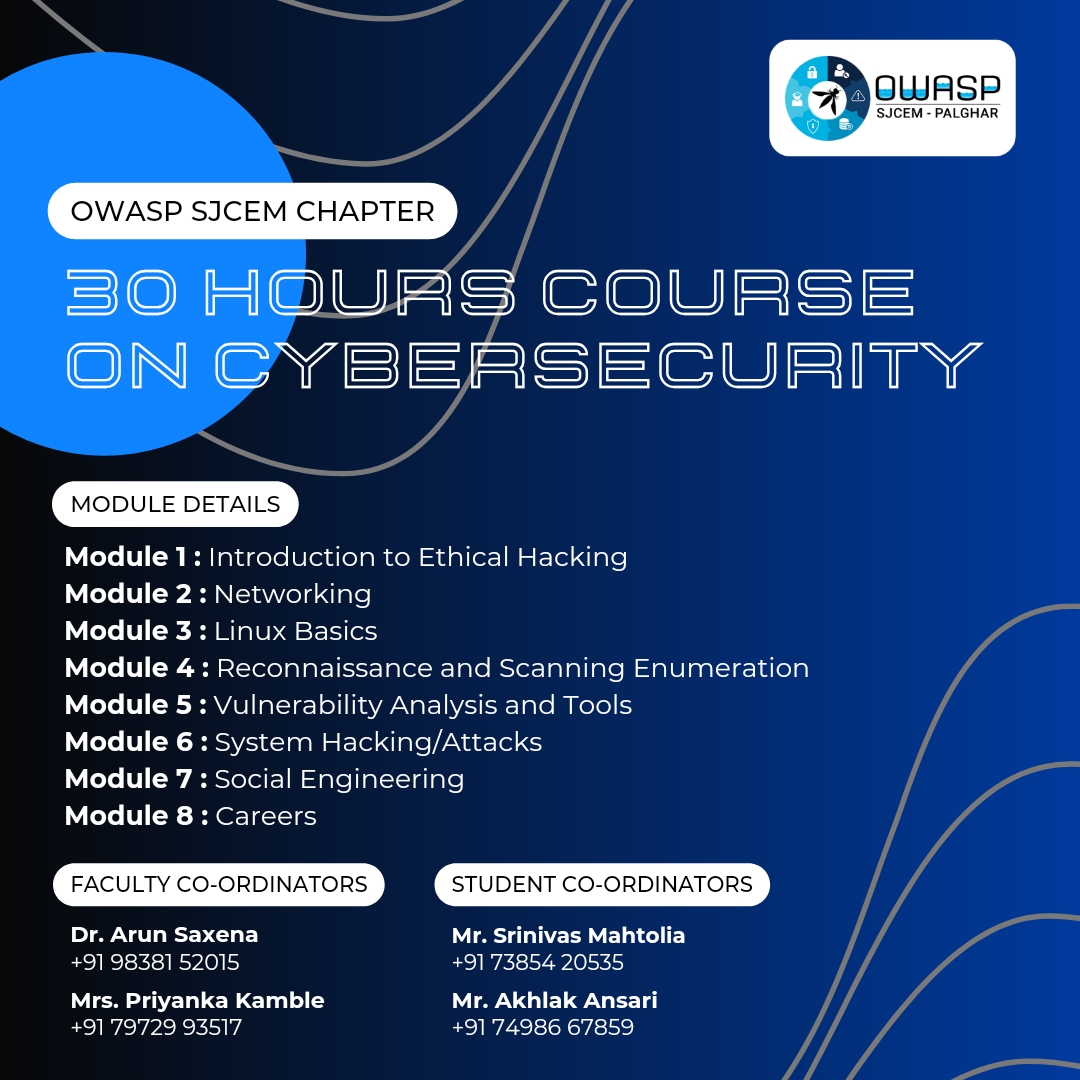 OWASP
SJCEM - PALGHAR
OWASP SJCEM CHAPTER
30 HOURS COURSE
ON CYBERSECURITY
MODULE DETAILS
Module 1 : Introduction to Ethical Hacking
Module 2 : Networking
Module 3 : Linux Basics
Module 4 : Reconnaissance and Scanning Enumeration
Module 5 : Vulnerability Analysis and Tools
Module 6 : System Hacking/Attacks
Module 7 : Social Engineering
Module 8 : Careers
FACULTY CO-ORDINATORS
Dr. Arun Saxena
+91 98381 52015
Mrs. Priyanka Kamble
+91 79729 93517
STUDENT CO-ORDINATORS
Mr. Srinivas Mahtolia
+91 73854 20535
Mr. Akhlak Ansari
+91 74986 67859